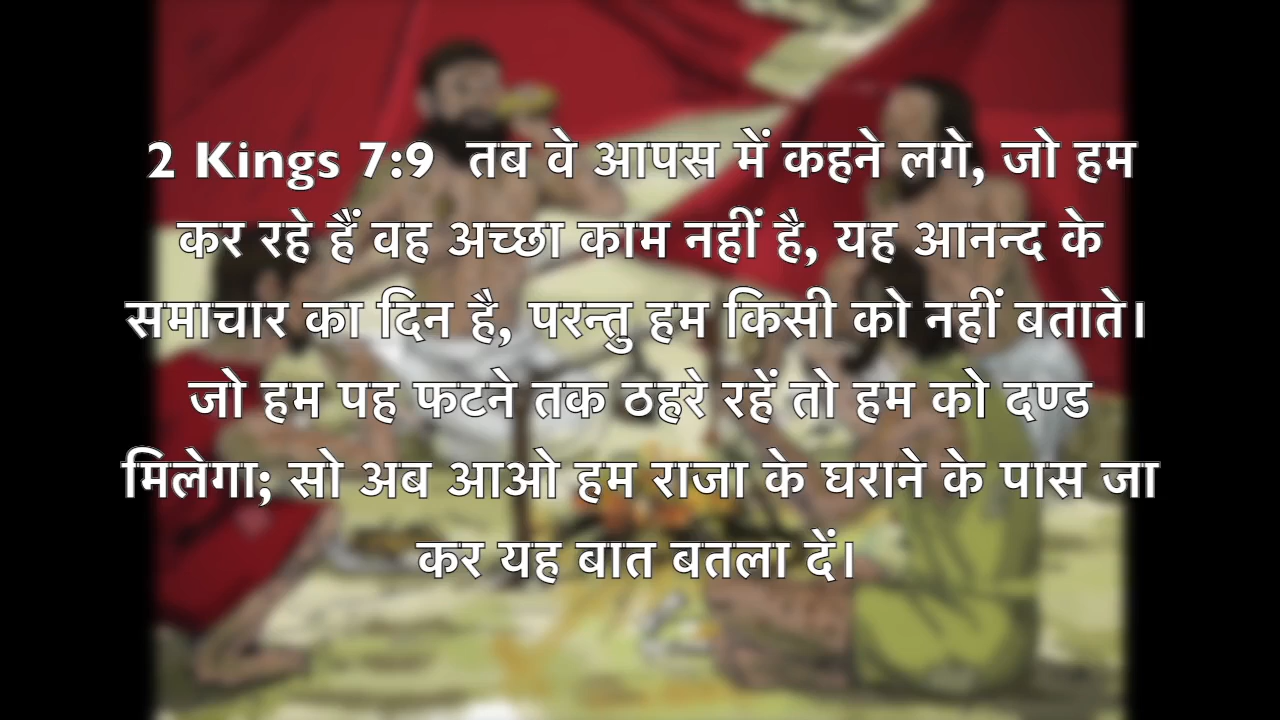 2 Kings 7:9 तब वे आपस में कहने लगे, जो हम
कर रहे हैं वह अच्छा काम नहीं है, यह आनन्द के
समाचार का दिन है, परन्तु हम किसी को नहीं बताते।
जो हम पह फटने तक ठहरे रहें तो हम को दण्ड
मिलेगा; सो अब आओ हम राजा के घराने के पास जा
कर यह बात बतला दें।